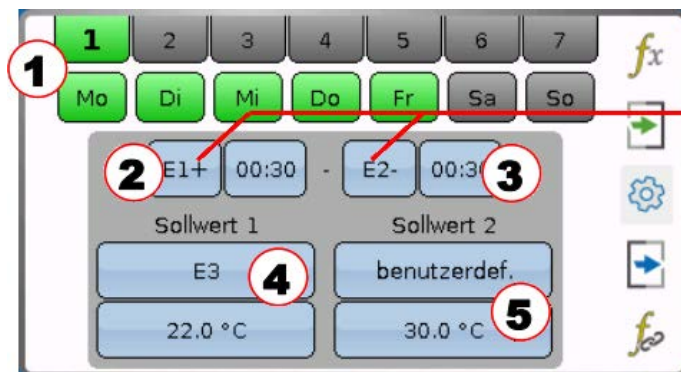 1 2 3 4 5 6 7
1
Mo Di Mi Do Fr Sa So
2 E1+ 00:30 - E2- 00:30 3
Sollwert 1 Sollwert 2
E3 4 benutzerdef.
22.0 °C 30.0 °C 5
fx
f